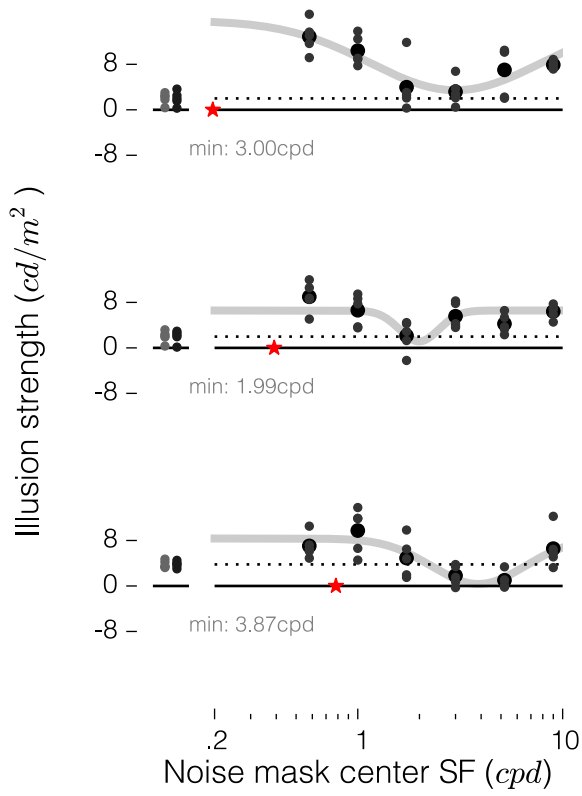 8
0
-8
min: 3.00cpd
8
0
-8
min: 1.99cpd
8
0
-8
min: 3.87cpd
Illusion strength (cd/m²)
.2 1 10
Noise mask center SF (cpd)